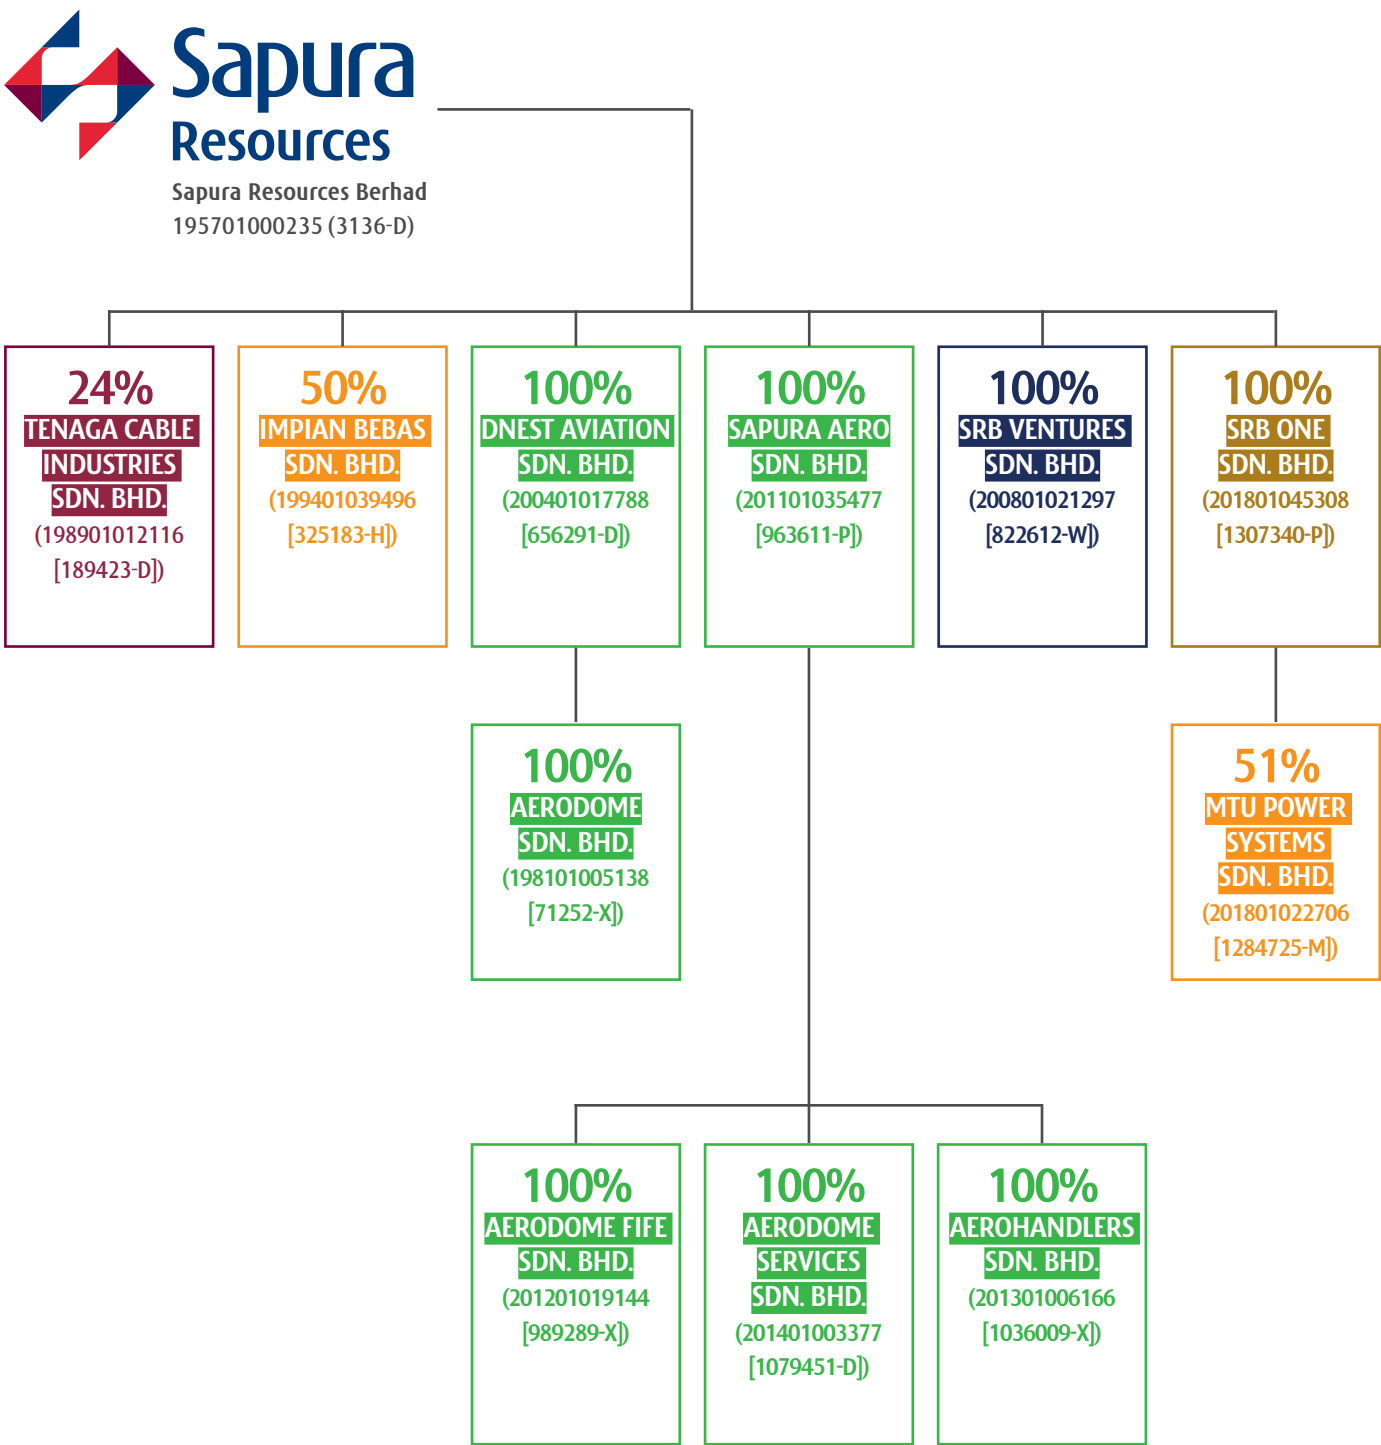 Sapura
Resources
Sapura Resources Berhad
195701000235 (3136-D)
24%
TENAGA CABLE
INDUSTRIES
SDN. BHD.
(198901012116
[189423-D])
50%
IMPIAN BEBAS
SDN. BHD.
(199401039496
[325183-H])
100%
DNEST AVIATION
SDN. BHD.
(200401017788
[656291-D])
100%
SAPURA AERO
SDN. BHD.
(201101035477
[963611-P])
100%
SRB VENTURES
SDN. BHD.
(200801021297
[822612-W])
100%
SRB ONE
SDN. BHD.
(201801045308
[1307340-P])
100%
AERODOME
SDN. BHD.
(198101005138
[71252-X])
51%
MTU POWER
SYSTEMS
SDN. BHD.
(201801022706
[1284725-M])
100%
AERODOME FIFE
SDN. BHD.
(201201019144
[989289-X])
100%
AERODOME
SERVICES
SDN. BHD.
(201401003377
[1079451-D])
100%
AEROHANDLERS
SDN. BHD.
(201301006166
[1036009-X])